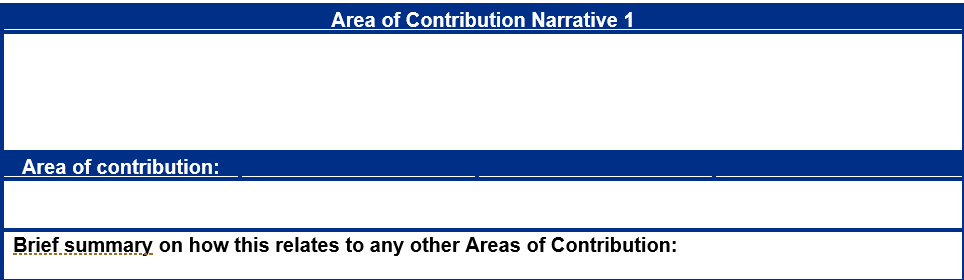 Area of Contribution Narrative 1
Area of contribution:
Brief summary on how this relates to any other Areas of Contribution: